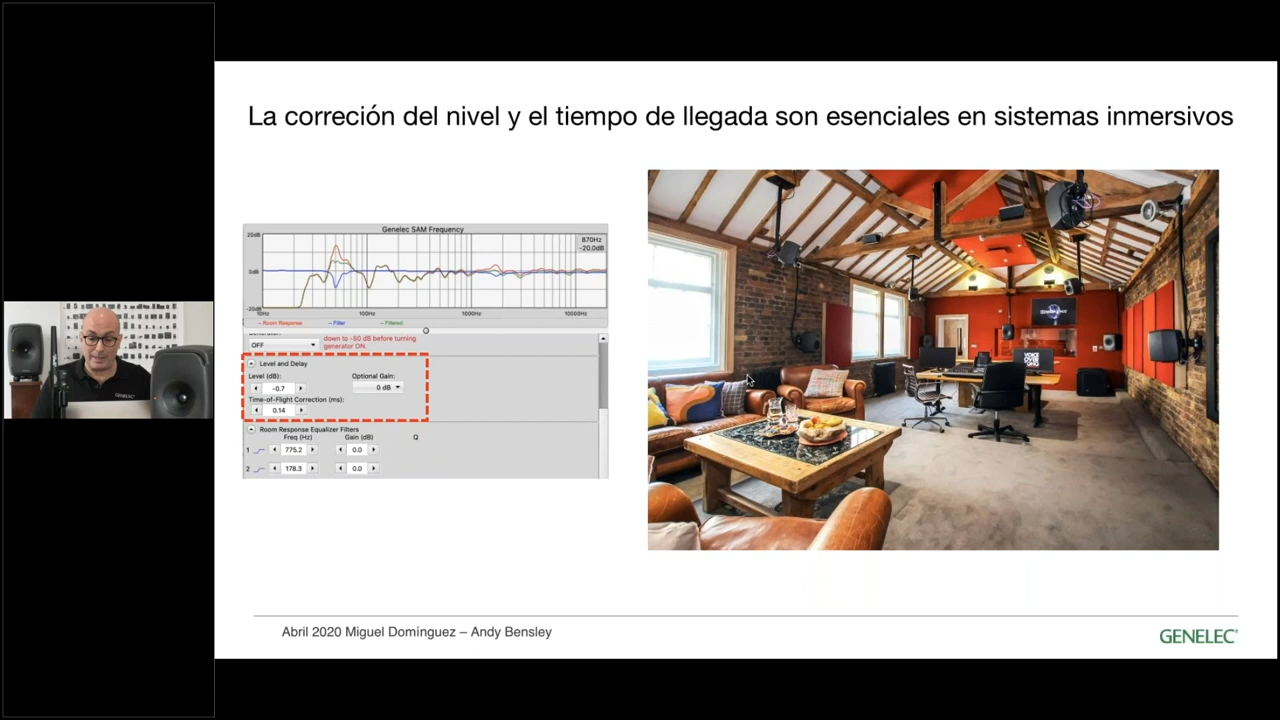 La correción del nivel y el tiempo de llegada son esenciales en sistemas inmersivos
Genelec SAM Frequency
20dB
870Hz
-20.0dB
0dB
-20dB
10Hz
100Hz
1000Hz
10000Hz
– Room Response
– Filter
– Filtered
down to -50 dB before turning
generator ON.
OFF
Level and Delay
Level (dB):
Optional Gain:
-0.7
0 dB
Time-of-Flight Correction (ms):
0.14
Room Response Equalizer Filters
Freq (Hz)
Gain (dB)
Q
1
775.2
0.0
2
178.3
0.0
Abril 2020 Miguel Domínguez – Andy Bensley
GENELEC®